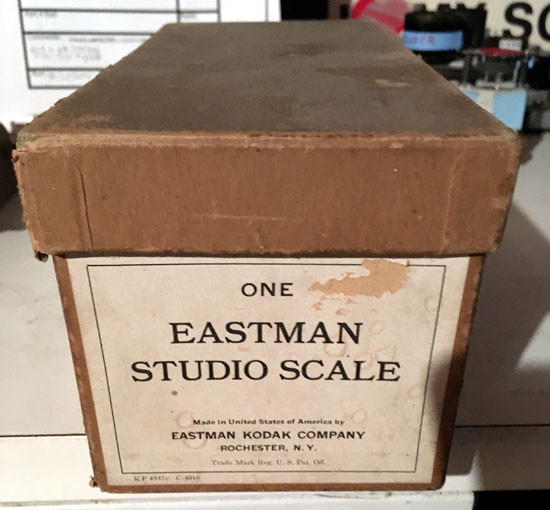 ONE
EASTMAN
STUDIO SCALE
Made in United States of America by
EASTMAN KODAK COMPANY
ROCHESTER, N. Y.
Trade Mark Reg. U. S. Pat. Off.